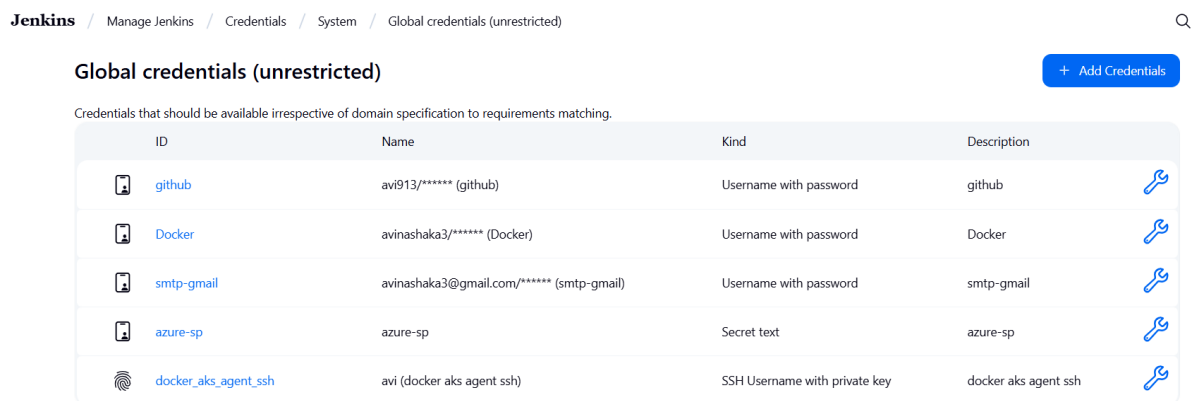 Jenkins / Manage Jenkins / Credentials / System / Global credentials (unrestricted)
Global credentials (unrestricted)
+ Add Credentials
Credentials that should be available irrespective of domain specification to requirements matching.
ID Name Kind Description
github avi913/****** (github) Username with password github
Docker avinashaka3/****** (Docker) Username with password Docker
smtp-gmail avinashaka3@gmail.com/****** (smtp-gmail) Username with password smtp-gmail
azure-sp azure-sp Secret text azure-sp
docker_aks_agent_ssh avi (docker aks agent ssh) SSH Username with private key docker aks agent ssh